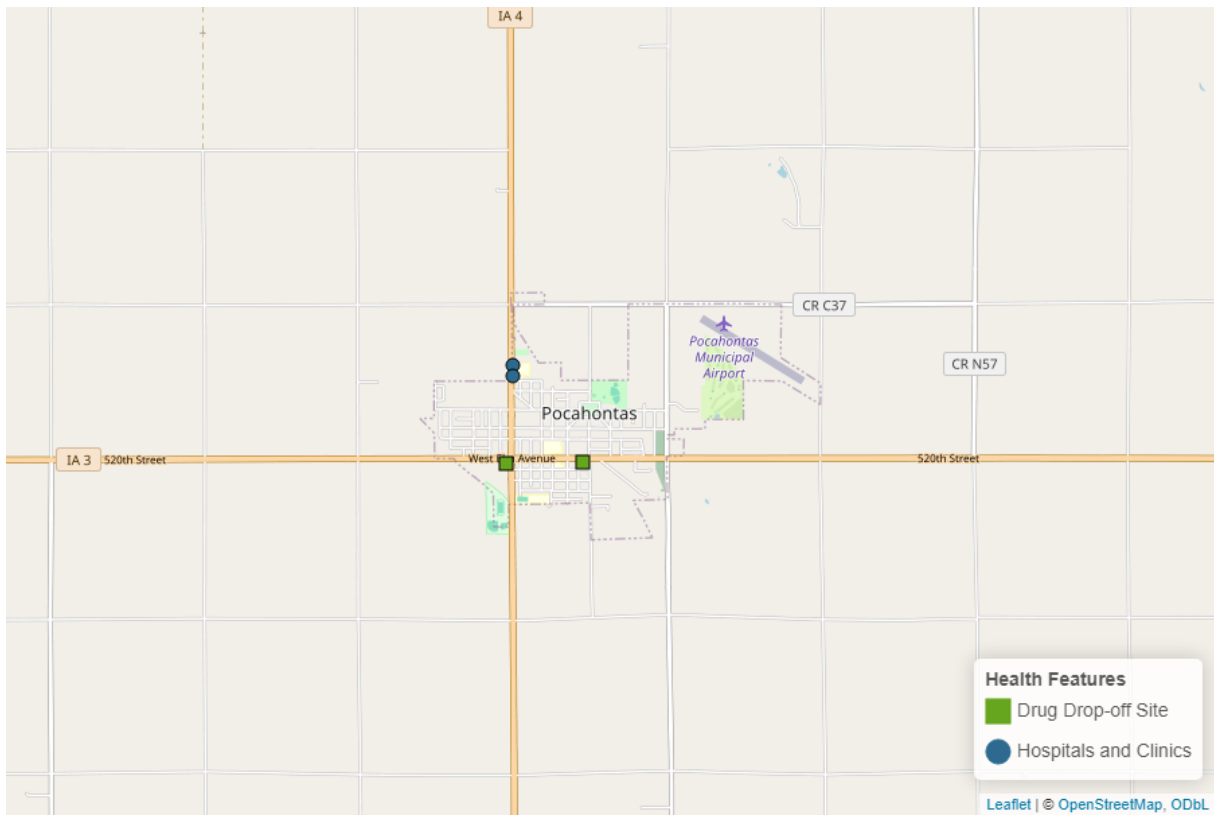 IA 4
CR C37
Pocahontas
Municipal
Airport
CR N57
Pocahontas
IA 3
520th Street
West
Avenue
520th Street
Health Features
Drug Drop-off Site
Hospitals and Clinics
Leaflet | © OpenStreetMap, ODbL